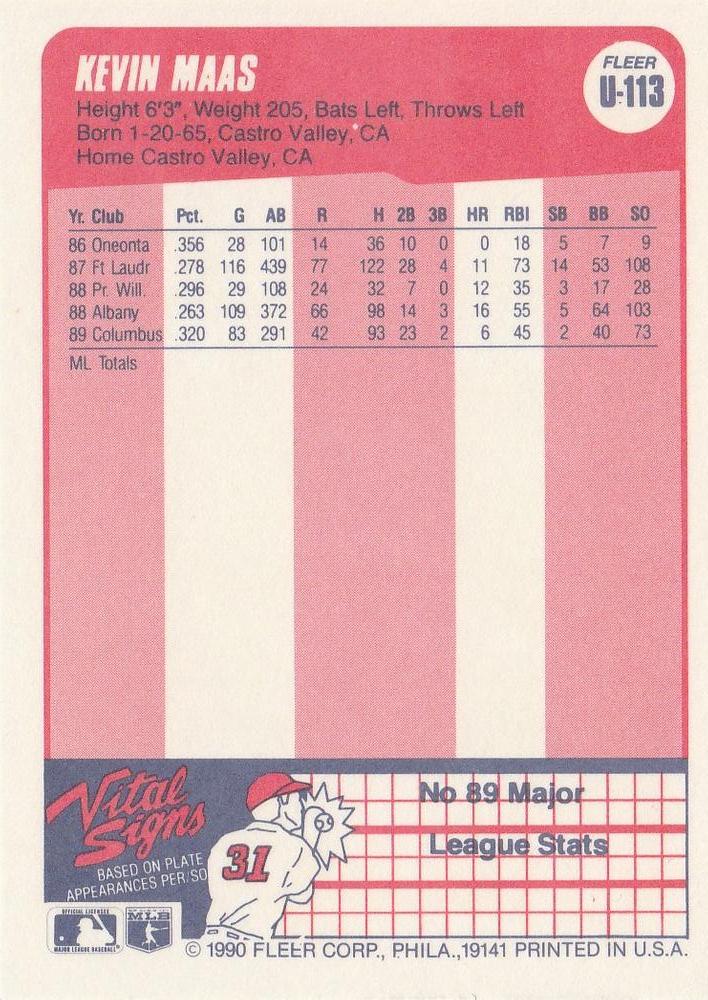 KEVIN MAAS
FLEER
U-113
Height 6'3", Weight 205, Bats Left, Throws Left
Born 1-20-65, Castro Valley, CA
Home Castro Valley, CA
Yr. Club Pct. G AB R H 2B 3B HR RBI SB BB SO
86 Oneonta .356 28 101 14 36 10 0 0 18 5 7 9
87 Ft Laudr .278 116 439 77 122 28 4 11 73 14 53 108
88 Pr. Will. .296 29 108 24 32 7 0 12 35 3 17 28
88 Albany .263 109 372 66 98 14 3 16 55 5 64 103
89 Columbus .320 83 291 42 93 23 2 6 45 2 40 73
ML Totals
Vital
Signs
BASED ON PLATE
APPEARANCES PER/SO
31
No 89 Major
League Stats
OFFICIAL LICENSEE
MAJOR LEAGUE BASEBALL
MLB
© 1990 FLEER CORP., PHILA.,19141 PRINTED IN U.S.A.